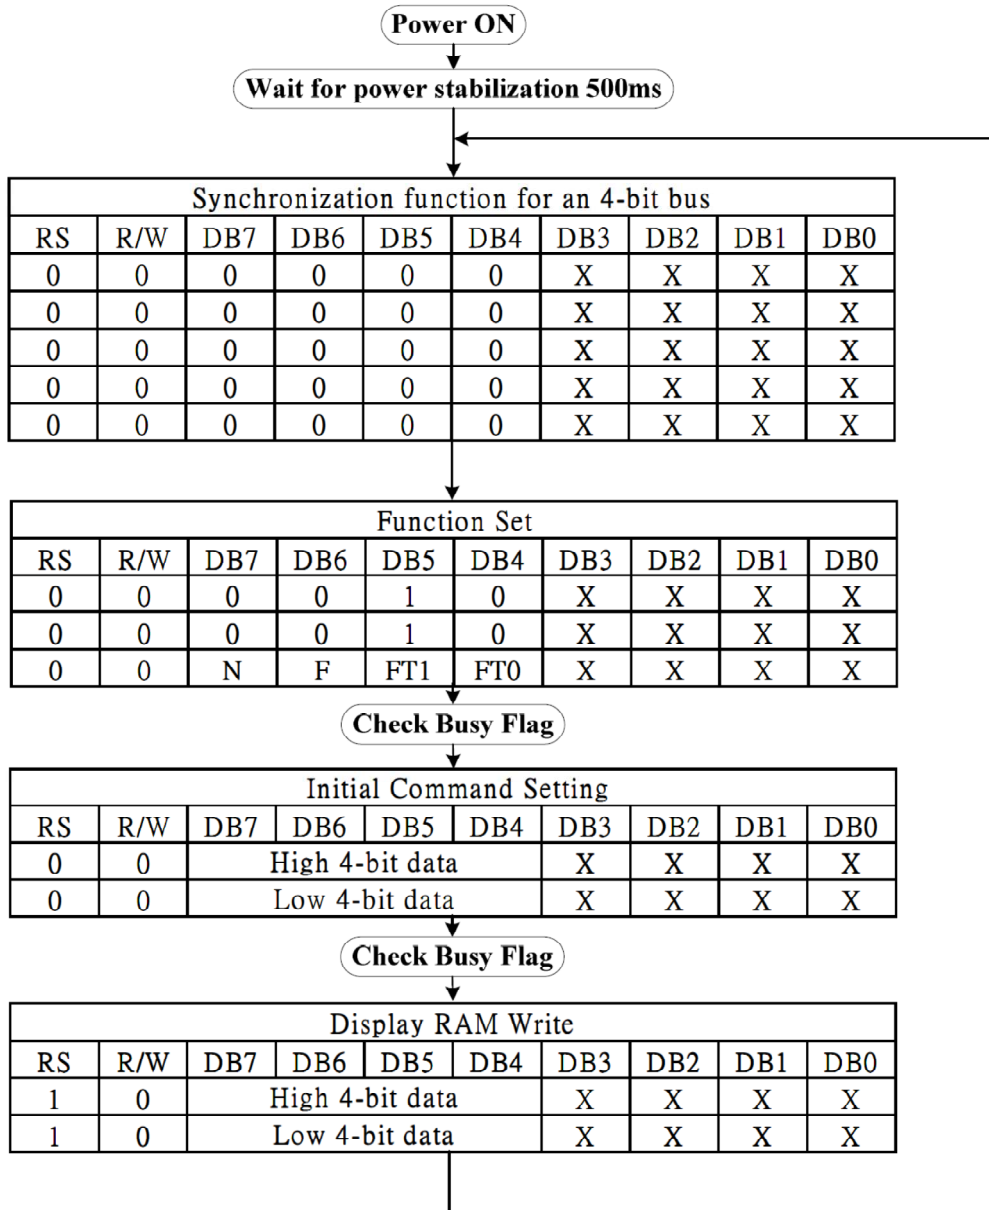 Power ON
Wait for power stabilization 500ms
Synchronization function for an 4-bit bus
RS R/W DB7 DB6 DB5 DB4 DB3 DB2 DB1 DB0
0 0 0 0 0 0 X X X X
0 0 0 0 0 0 X X X X
0 0 0 0 0 0 X X X X
0 0 0 0 0 0 X X X X
0 0 0 0 0 0 X X X X
Function Set
RS R/W DB7 DB6 DB5 DB4 DB3 DB2 DB1 DB0
0 0 0 0 1 0 X X X X
0 0 0 0 1 0 X X X X
0 0 N F FT1 FT0 X X X X
Check Busy Flag
Initial Command Setting
RS R/W DB7 DB6 DB5 DB4 DB3 DB2 DB1 DB0
0 0 High 4-bit data X X X X
0 0 Low 4-bit data X X X X
Check Busy Flag
Display RAM Write
RS R/W DB7 DB6 DB5 DB4 DB3 DB2 DB1 DB0
1 0 High 4-bit data X X X X
1 0 Low 4-bit data X X X X